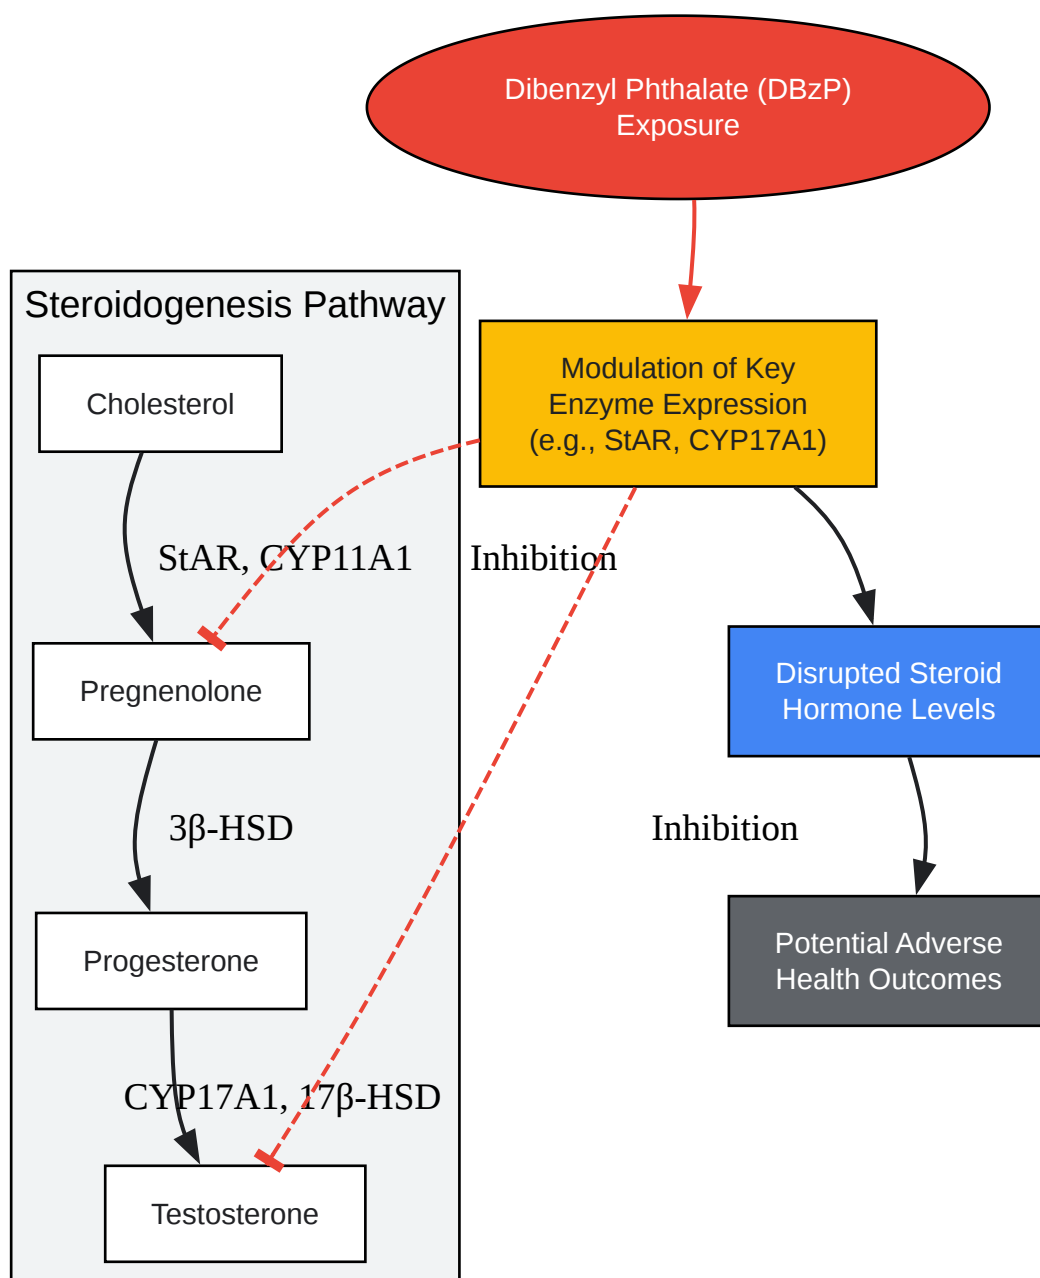 Dibenzyl Phthalate (DBzP)
Exposure
Steroidogenesis Pathway
Modulation of Key
Enzyme Expression
(e.g., StAR, CYP17A1)
Cholesterol
StAR, CYP11A1
Inhibition
Pregnenolone
Disrupted Steroid
Hormone Levels
3β-HSD
Inhibition
Progesterone
Potential Adverse
Health Outcomes
CYP17A1, 17β-HSD
Testosterone